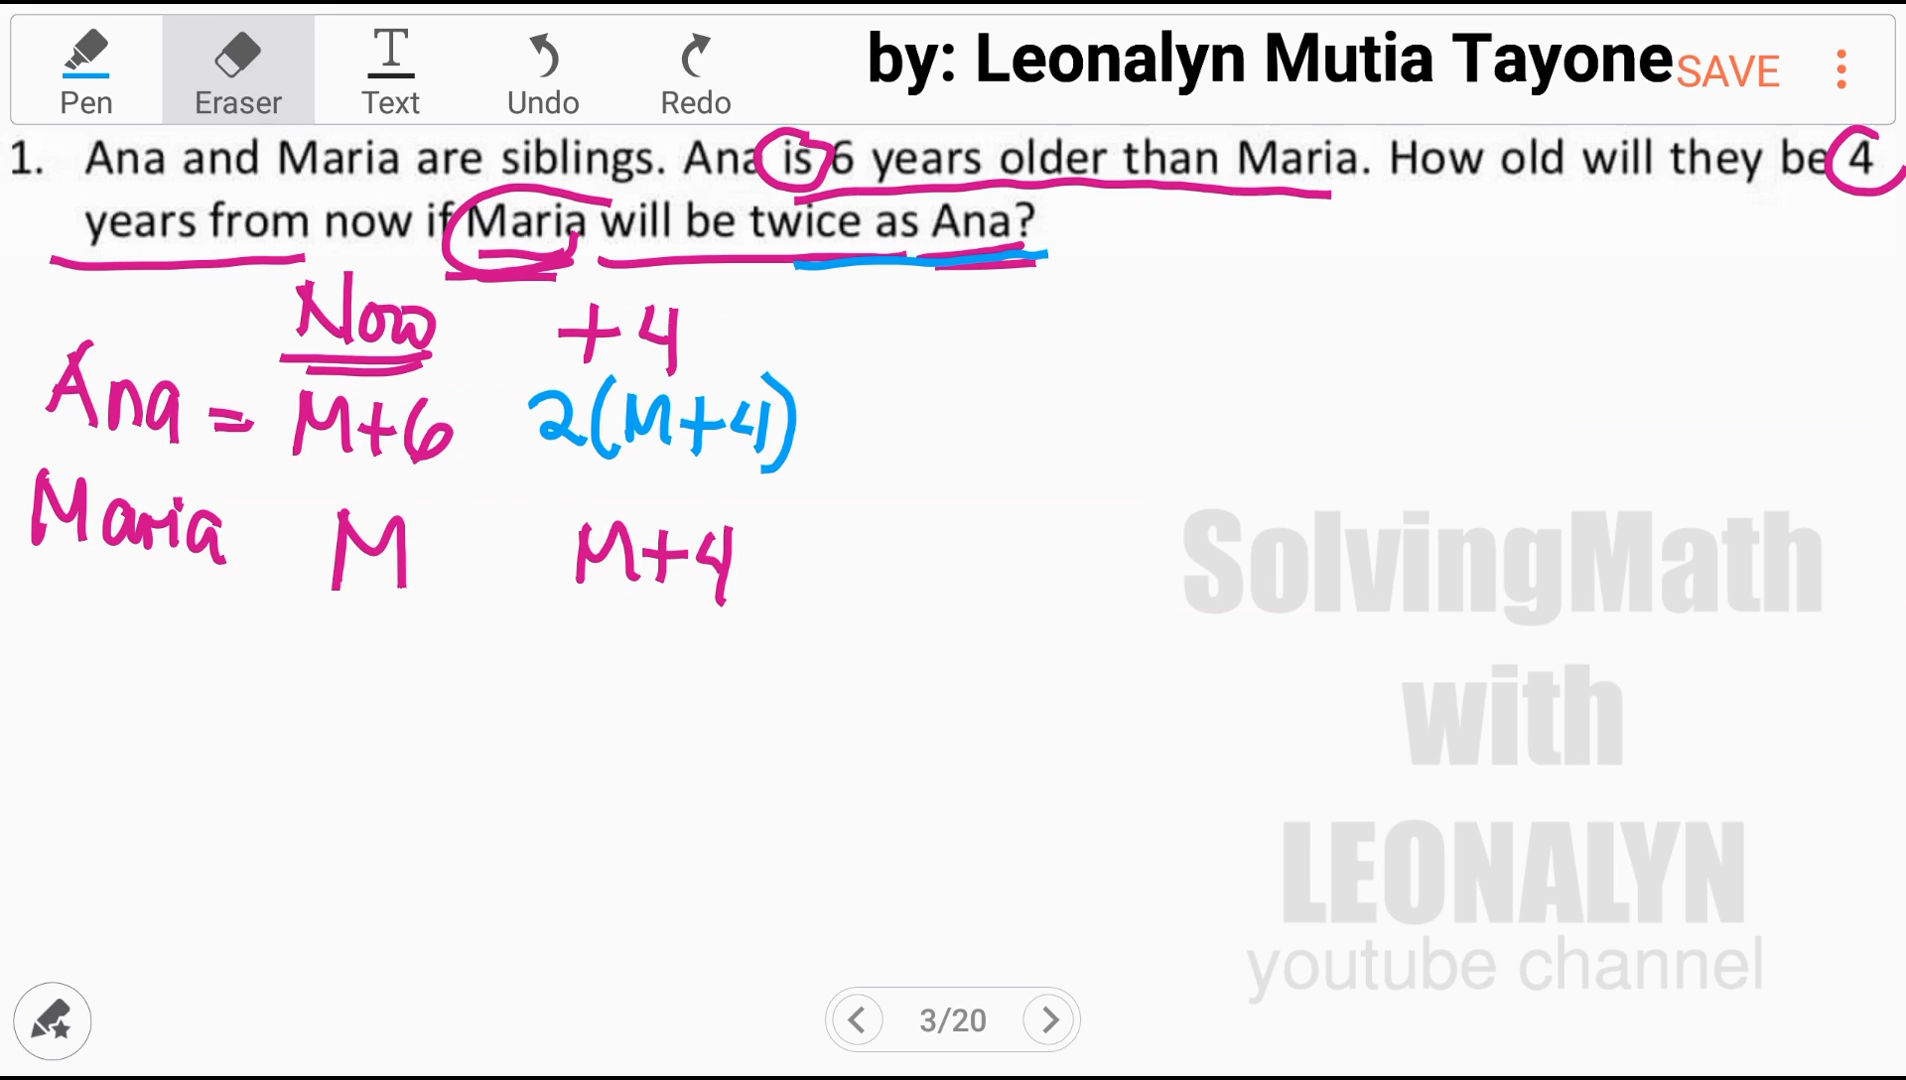 Pen Eraser Text Undo Redo by: Leonalyn Mutia Tayone SAVE
1. Ana and Maria are siblings. Ana is 6 years older than Maria. How old will they be 4
years from now if Maria will be twice as Ana?
Now +4
Ana = M+6 2(M+4)
Maria M M+4
SolvingMath
with
LEONALYN
youtube channel
3/20